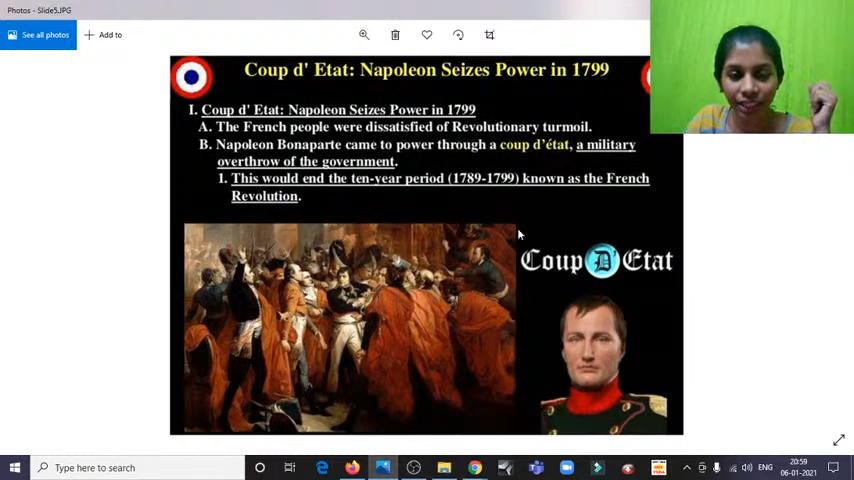 Photos - Slide5.JPG
See all photos
Add to
Coup d' Etat: Napoleon Seizes Power in 1799
I. Coup d' Etat: Napoleon Seizes Power in 1799
A. The French people were dissatisfied of Revolutionary turmoil.
B. Napoleon Bonaparte came to power through a coup d'état, a military
overthrow of the government.
1. This would end the ten-year period (1789-1799) known as the French
Revolution.
Coup D' Etat
Type here to search
ENG
20:59
06-01-2021